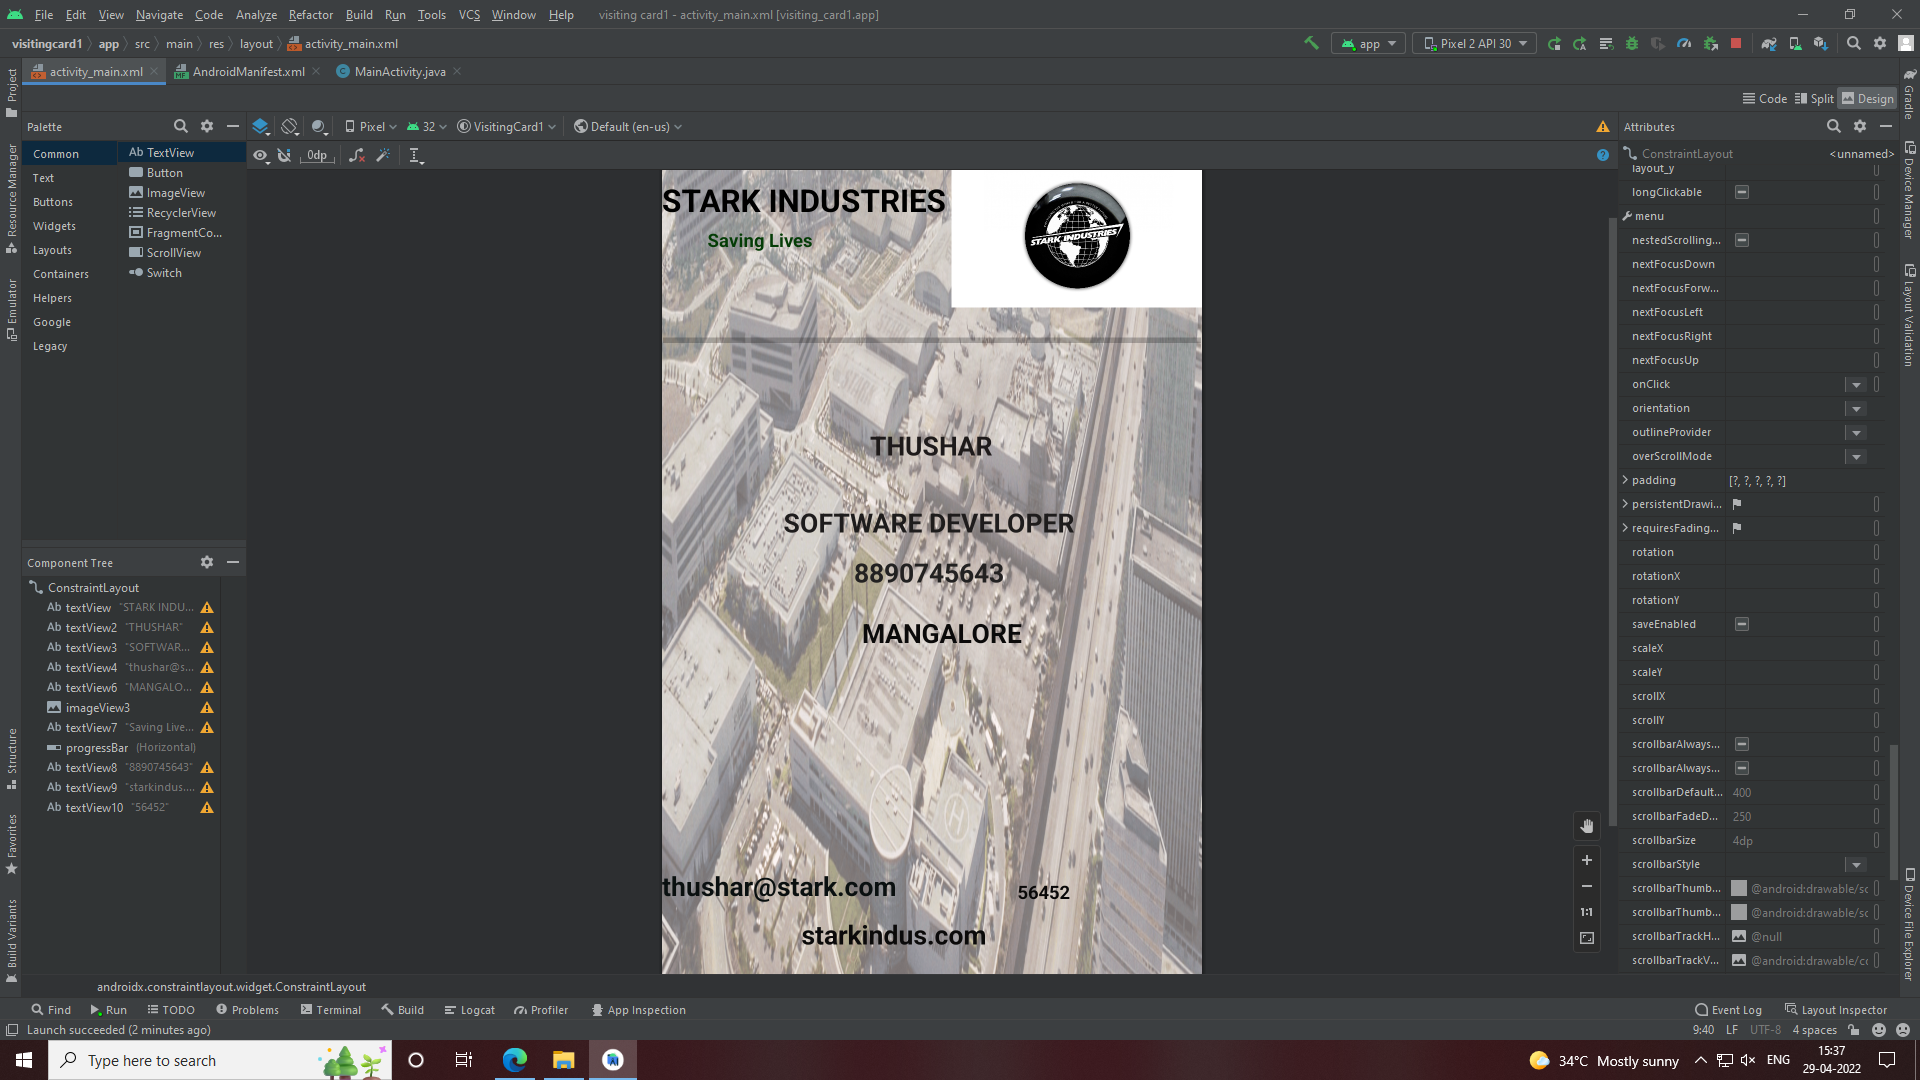 File Edit View Navigate Code Analyze Refactor Build Run Tools VCS Window Help visiting card1 - activity_main.xml [visiting_card1.app]
visitingcard1 app src main res layout activity_main.xml app Pixel 2 API 30
activity_main.xml AndroidManifest.xml MainActivity.java
Code Split Design
Palette
Common
Text
Buttons
Widgets
Layouts
Containers
Helpers
Google
Legacy
Ab TextView
Button
ImageView
RecyclerView
FragmentCo...
ScrollView
Switch
Pixel 32 VisitingCard1 Default (en-us)
0dp
STARK INDUSTRIES
Saving Lives
STARK INDUSTRIES
THUSHAR
SOFTWARE DEVELOPER
8890745643
MANGALORE
thushar@stark.com 56452
starkindus.com
1:1
Component Tree
ConstraintLayout
Ab textView "STARK INDU...
Ab textView2 "THUSHAR"
Ab textView3 "SOFTWAR...
Ab textView4 "thushar@s...
Ab textView6 "MANGALO...
imageView3
Ab textView7 "Saving Live...
progressBar (Horizontal)
Ab textView8 "8890745643"
Ab textView9 "starkindus....
Ab textView10 "56452"
Attributes
ConstraintLayout <unnamed>
layout_y
longClickable
menu
nestedScrolling...
nextFocusDown
nextFocusForw...
nextFocusLeft
nextFocusRight
nextFocusUp
onClick
orientation
outlineProvider
overScrollMode
padding [?, ?, ?, ?, ?]
persistentDrawi...
requiresFading...
rotation
rotationX
rotationY
saveEnabled
scaleX
scaleY
scrollX
scrollY
scrollbarAlways...
scrollbarAlways...
scrollbarDefault... 400
scrollbarFadeD... 250
scrollbarSize 4dp
scrollbarStyle
scrollbarThumb... @android:drawable/sc
scrollbarThumb... @android:drawable/sc
scrollbarTrackH... @null
scrollbarTrackV... @android:drawable/cc
Project
Resource Manager
Emulator
Structure
Favorites
Build Variants
Gradle
Device Manager
Layout Validation
Device File Explorer
androidx.constraintlayout.widget.ConstraintLayout
Find Run TODO Problems Terminal Build Logcat Profiler App Inspection Event Log Layout Inspector
Launch succeeded (2 minutes ago) 9:40 LF UTF-8 4 spaces
Type here to search 34°C Mostly sunny ENG 15:37
29-04-2022